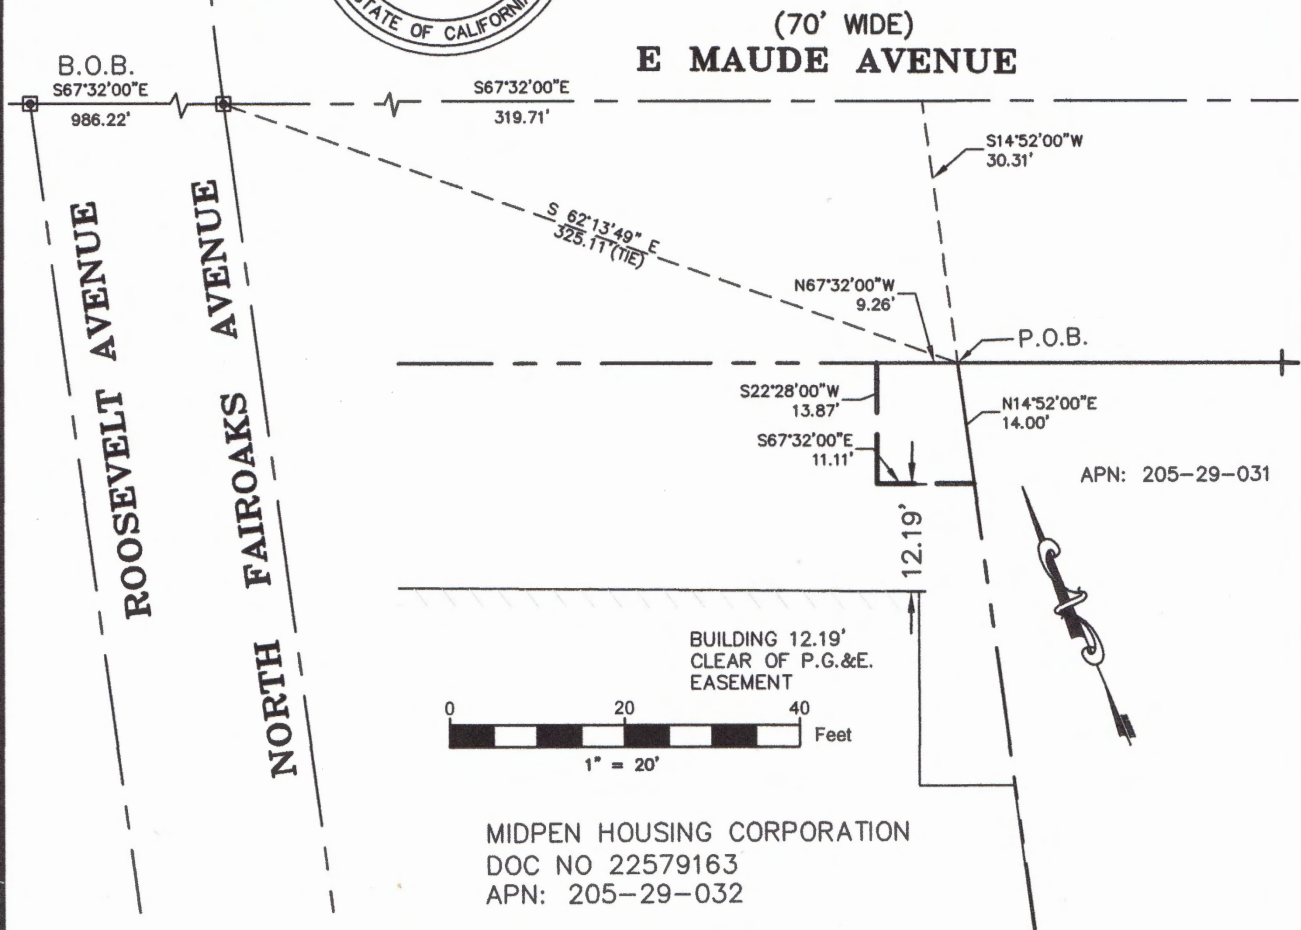 STATE OF CALIFORNIA
(70' WIDE)
E MAUDE AVENUE
B.O.B.
S67°32'00"E
986.22'
S67°32'00"E
319.71'
S14°52'00"W
30.31'
S 62°13'49" E
325.11'(TIE)
N67°32'00"W
9.26'
P.O.B.
ROOSEVELT AVENUE
NORTH FAIROAKS AVENUE
S22°28'00"W
13.87'
N14°52'00"E
14.00'
S67°32'00"E
11.11'
APN: 205-29-031
12.19'
BUILDING 12.19'
CLEAR OF P.G.&E.
EASEMENT
0 20 40
Feet
1" = 20'
MIDPEN HOUSING CORPORATION
DOC NO 22579163
APN: 205-29-032